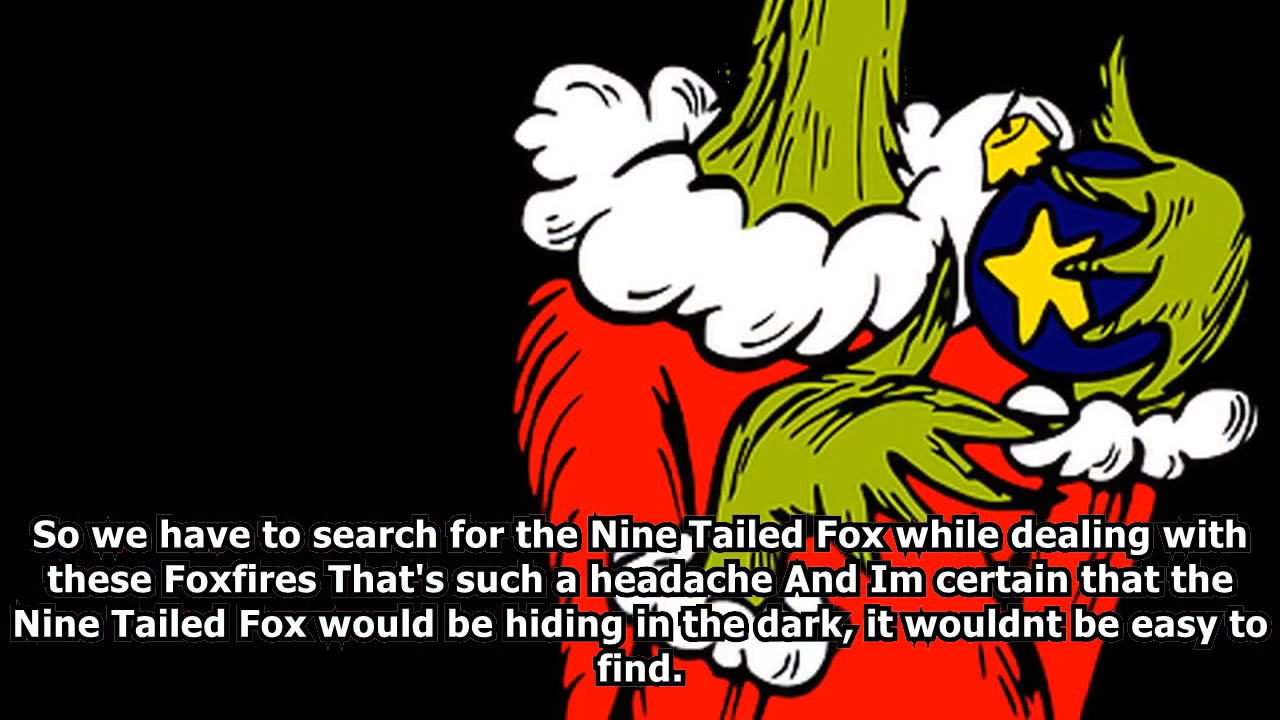 So we have to search for the Nine Tailed Fox while dealing with
these Foxfires That's such a headache And Im certain that the
Nine Tailed Fox would be hiding in the dark, it wouldnt be easy to
find.